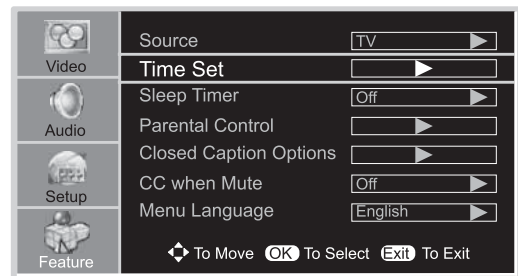 Video
Audio
Setup
Feature
Source TV
Time Set
Sleep Timer Off
Parental Control
Closed Caption Options
CC when Mute Off
Menu Language English
To Move OK To Select Exit To Exit